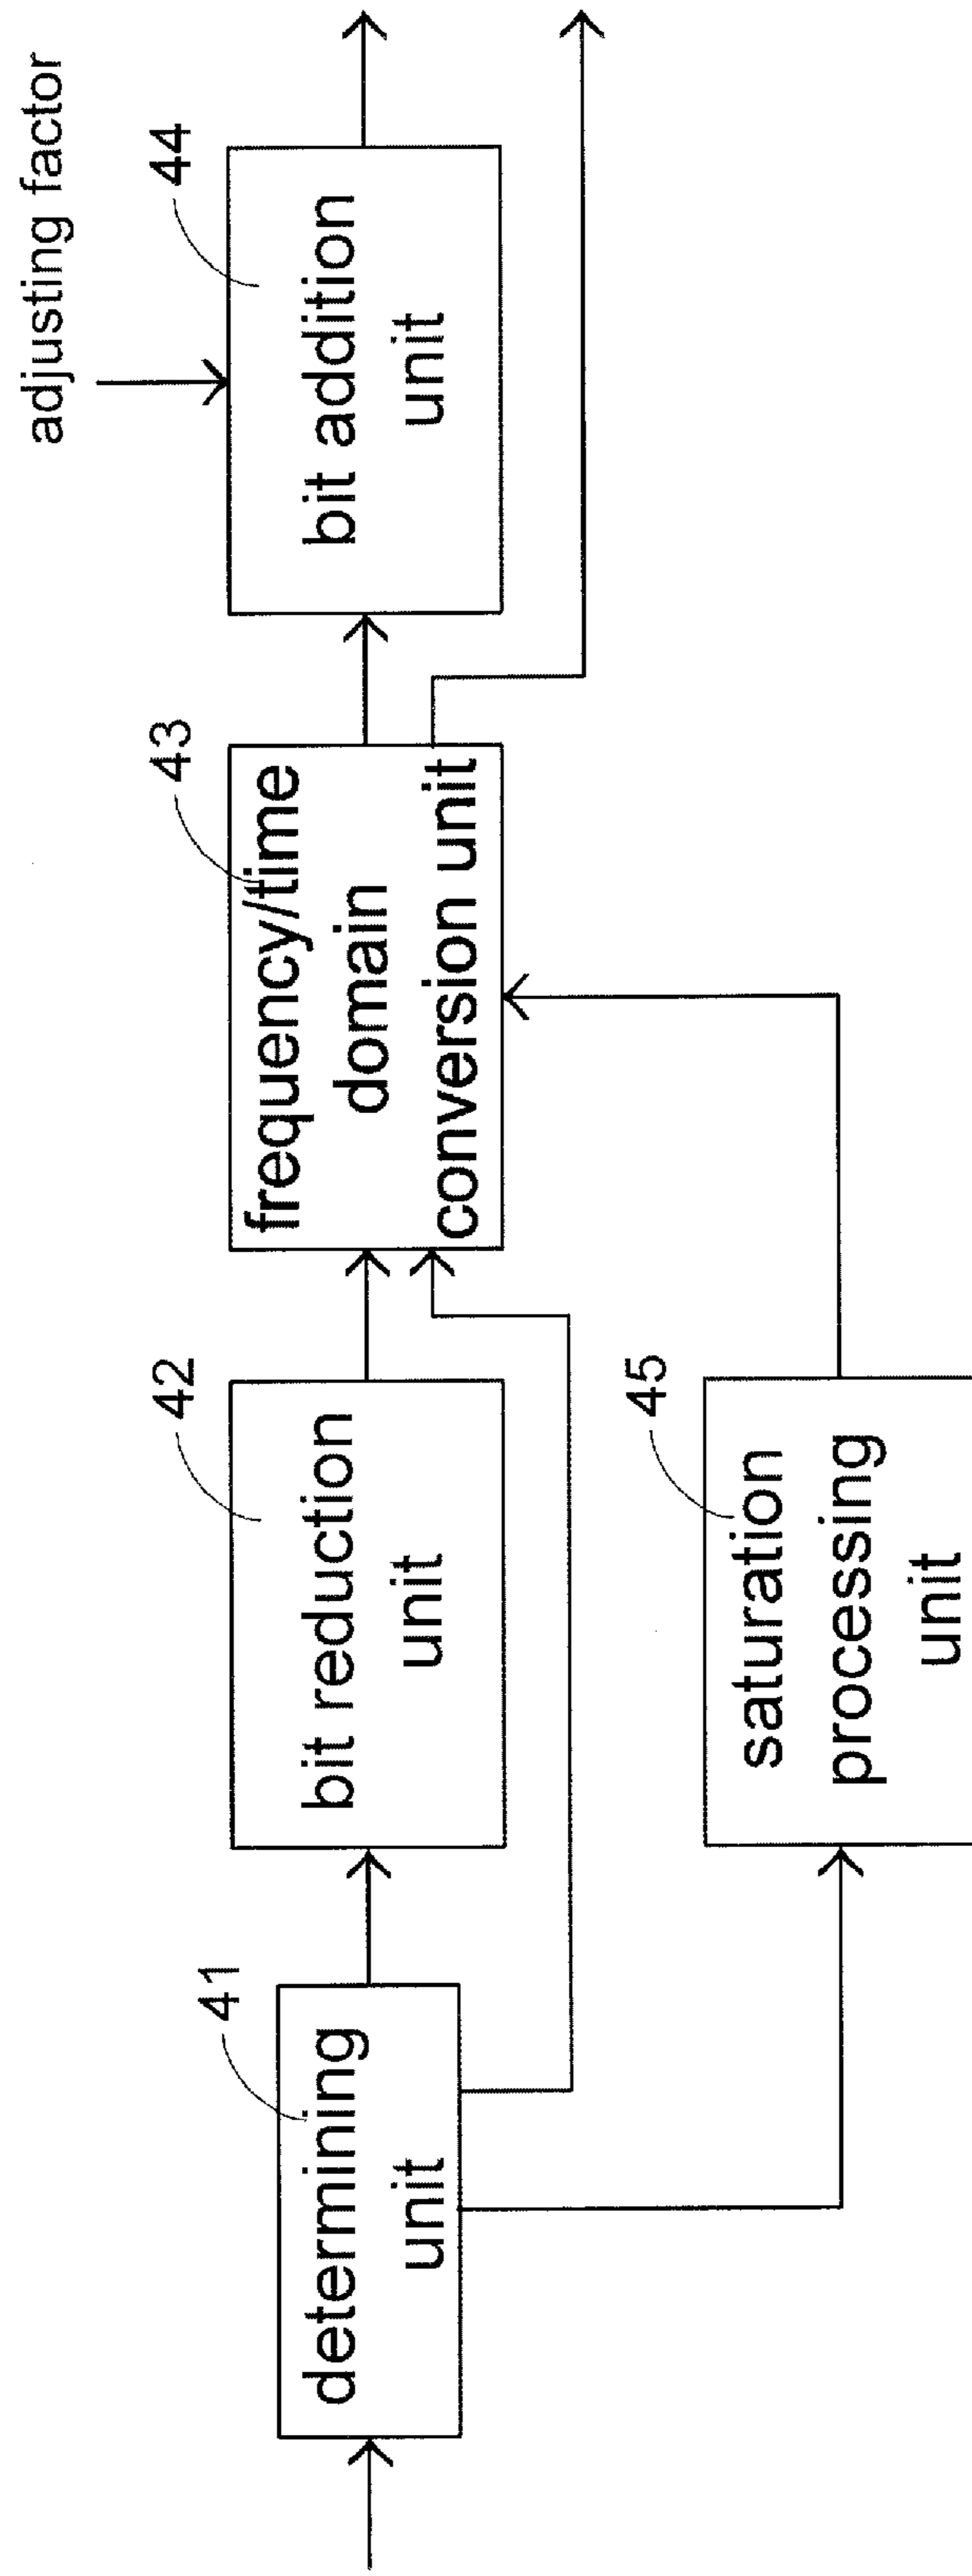 adjusting factor
41
determining
unit
42
bit reduction
unit
43
frequency/time
domain
conversion unit
44
bit addition
unit
45
saturation
processing
unit